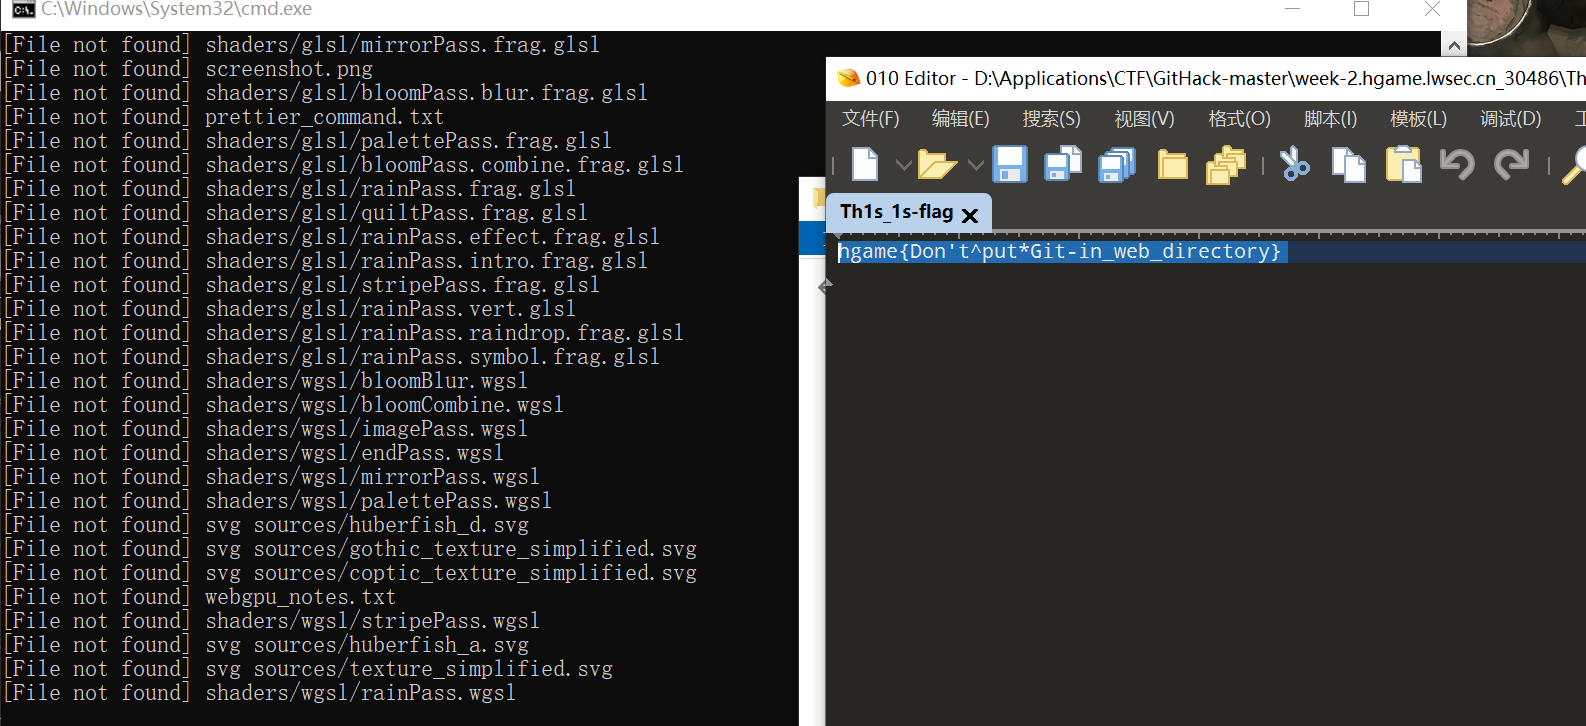 C:\Windows\System32\cmd.exe
[File not found] shaders/glsl/mirrorPass.frag.glsl
[File not found] screenshot.png
[File not found] shaders/glsl/bloomPass.blur.frag.glsl
[File not found] prettier_command.txt
[File not found] shaders/glsl/palettePass.frag.glsl
[File not found] shaders/glsl/bloomPass.combine.frag.glsl
[File not found] shaders/glsl/rainPass.frag.glsl
[File not found] shaders/glsl/quiltPass.frag.glsl
[File not found] shaders/glsl/rainPass.effect.frag.glsl
[File not found] shaders/glsl/rainPass.intro.frag.glsl
[File not found] shaders/glsl/stripePass.frag.glsl
[File not found] shaders/glsl/rainPass.vert.glsl
[File not found] shaders/glsl/rainPass.raindrop.frag.glsl
[File not found] shaders/glsl/rainPass.symbol.frag.glsl
[File not found] shaders/wgsl/bloomBlur.wgsl
[File not found] shaders/wgsl/bloomCombine.wgsl
[File not found] shaders/wgsl/imagePass.wgsl
[File not found] shaders/wgsl/endPass.wgsl
[File not found] shaders/wgsl/mirrorPass.wgsl
[File not found] shaders/wgsl/palettePass.wgsl
[File not found] svg sources/huberfish_d.svg
[File not found] svg sources/gothic_texture_simplified.svg
[File not found] svg sources/coptic_texture_simplified.svg
[File not found] webgpu_notes.txt
[File not found] shaders/wgsl/stripePass.wgsl
[File not found] svg sources/huberfish_a.svg
[File not found] svg sources/texture_simplified.svg
[File not found] shaders/wgsl/rainPass.wgsl
010 Editor - D:\Applications\CTF\GitHack-master\week-2.hgame.lwsec.cn_30486\Th
文件(F) 编辑(E) 搜索(S) 视图(V) 格式(O) 脚本(I) 模板(L) 调试(D)
Th1s_1s-flag
hgame{Don't^put*Git-in_web_directory}